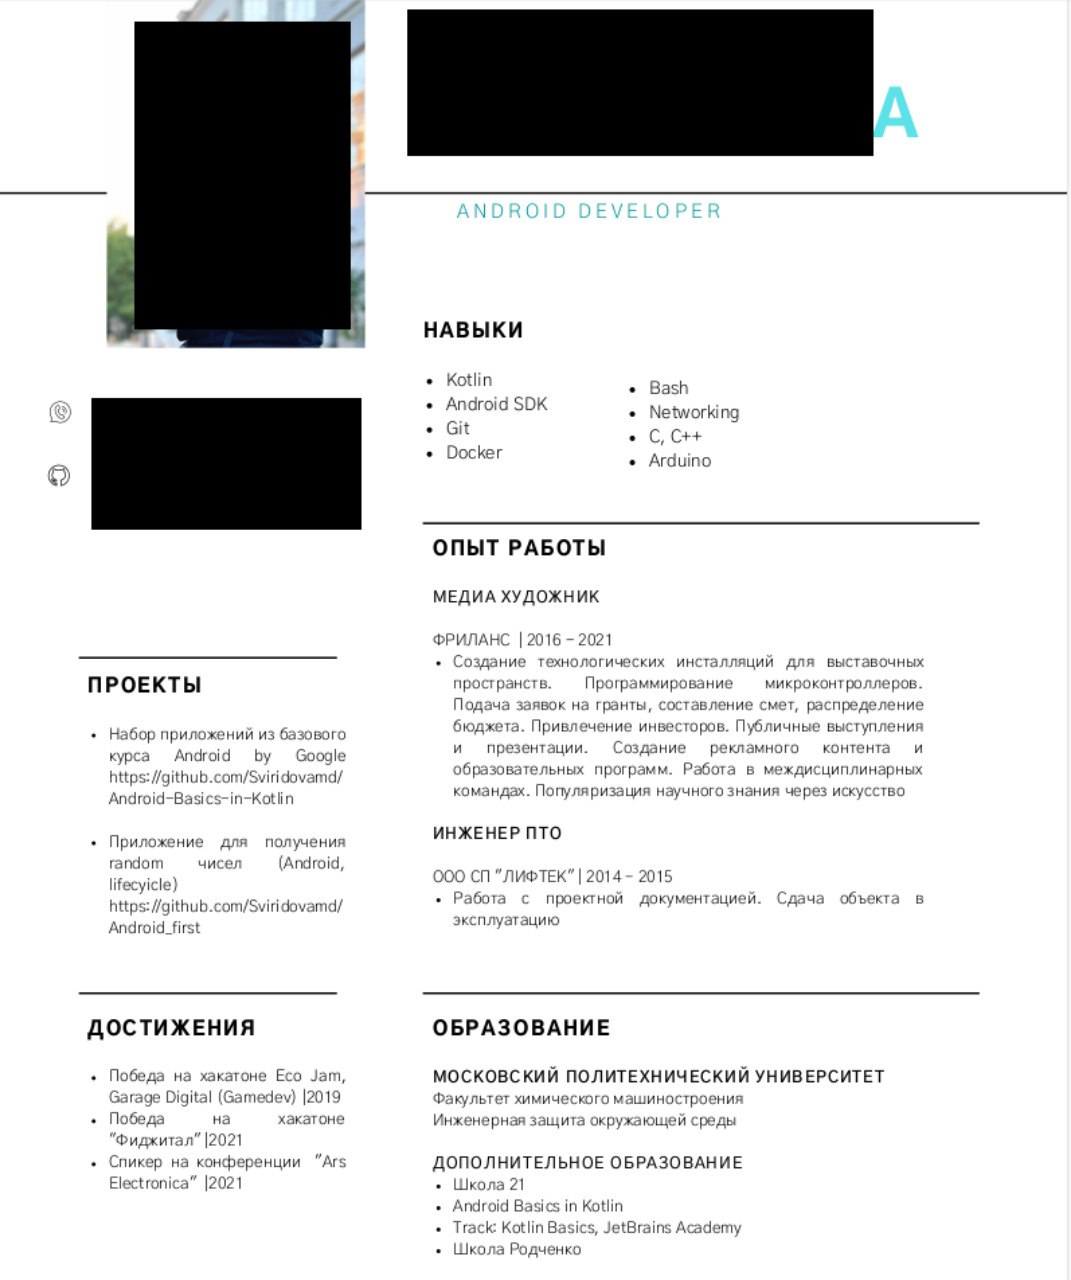 А
ANDROID DEVELOPER
НАВЫКИ
• Kotlin
• Android SDK
• Git
• Docker
• Bash
• Networking
• C, C++
• Arduino
ОПЫТ РАБОТЫ
МЕДИА ХУДОЖНИК
ФРИЛАНС | 2016 - 2021
• Создание технологических инсталляций для выставочных
пространств. Программирование микроконтроллеров.
Подача заявок на гранты, составление смет, распределение
бюджета. Привлечение инвесторов. Публичные выступления
и презентации. Создание рекламного контента и
образовательных программ. Работа в междисциплинарных
командах. Популяризация научного знания через искусство
ИНЖЕНЕР ПТО
ООО СП "ЛИФТЕК" | 2014 - 2015
• Работа с проектной документацией. Сдача объекта в
эксплуатацию
ПРОЕКТЫ
• Набор приложений из базового
курса Android by Google
https://github.com/Sviridovamd/
Android-Basics-in-Kotlin
• Приложение для получения
random чисел (Android,
lifecyicle)
https://github.com/Sviridovamd/
Android_first
ДОСТИЖЕНИЯ
• Победа на хакатоне Eco Jam,
Garage Digital (Gamedev) |2019
• Победа на хакатоне
"Фиджитал" |2021
• Спикер на конференции "Ars
Electronica" |2021
ОБРАЗОВАНИЕ
МОСКОВСКИЙ ПОЛИТЕХНИЧЕСКИЙ УНИВЕРСИТЕТ
Факультет химического машиностроения
Инженерная защита окружающей среды
ДОПОЛНИТЕЛЬНОЕ ОБРАЗОВАНИЕ
• Школа 21
• Android Basics in Kotlin
• Track: Kotlin Basics, JetBrains Academy
• Школа Родченко